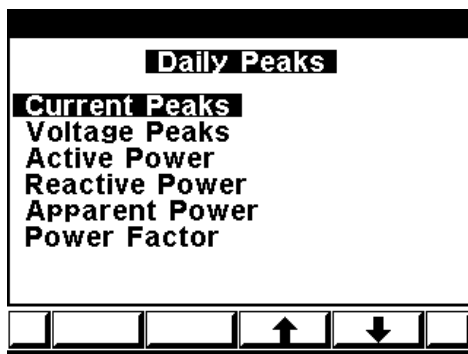 Daily Peaks
Current Peaks
Voltage Peaks
Active Power
Reactive Power
Apparent Power
Power Factor